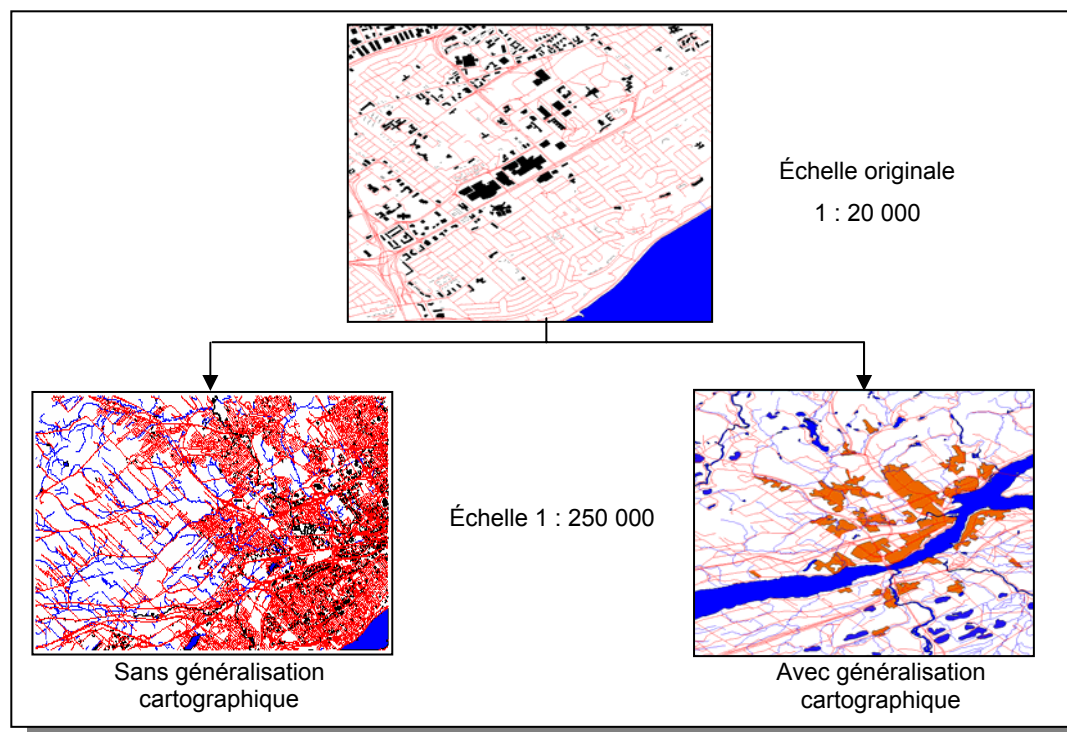 Échelle originale
1 : 20 000
Échelle 1 : 250 000
Sans généralisation
cartographique
Avec généralisation
cartographique